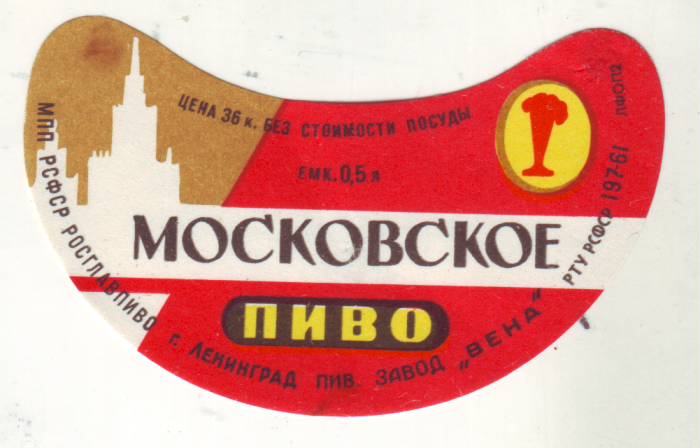 ЦЕНА 36 к. БЕЗ СТОИМОСТИ ПОСУДЫ
ЕМК. 0,5 л
МОСКОВСКОЕ
ПИВО
МПП РСФСР РОСГЛАВПИВО
г. ЛЕНИНГРАД ПИВ. ЗАВОД „ВЕНА“
РТУ РСФСР 197-61
ЛФОП2